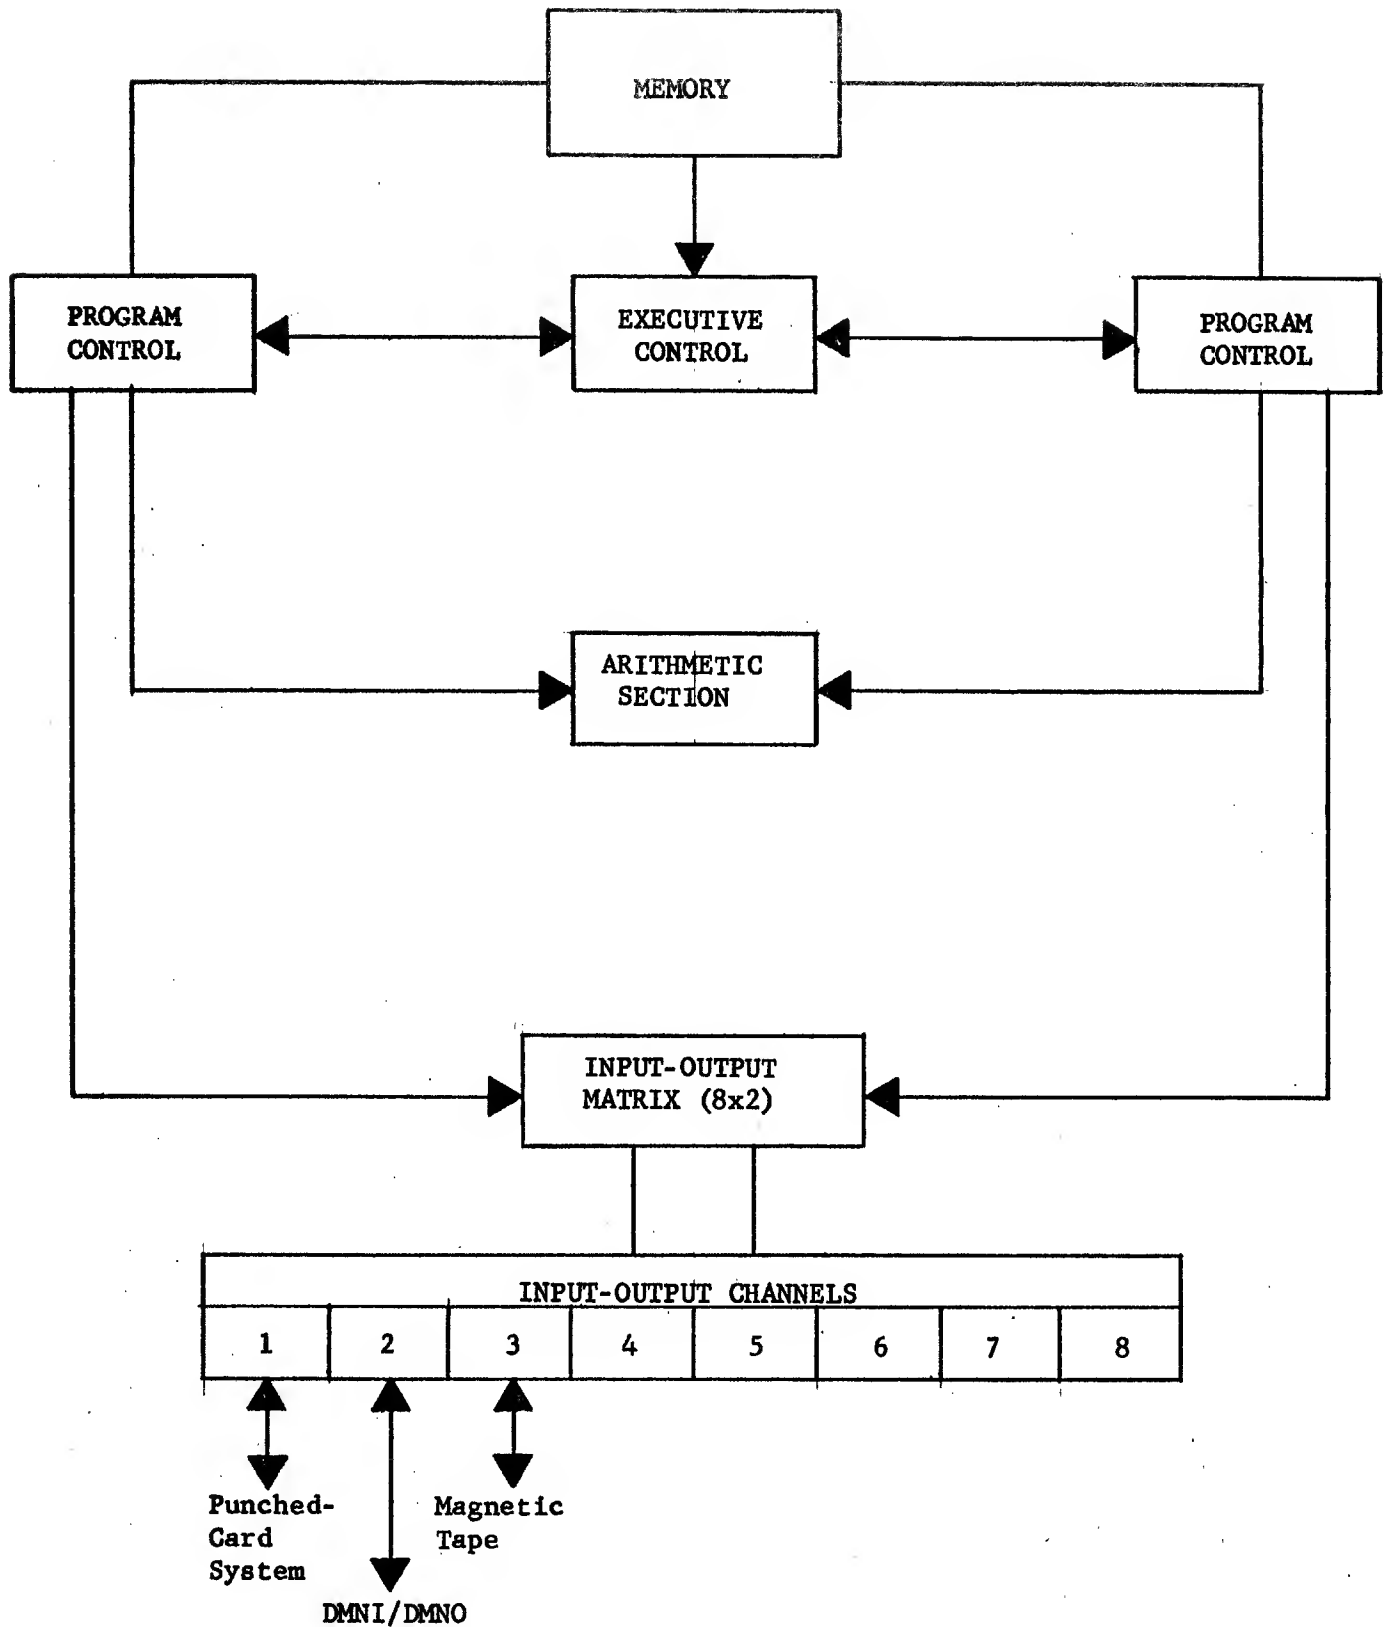 MEMORY
PROGRAM
CONTROL
EXECUTIVE
CONTROL
PROGRAM
CONTROL
ARITHMETIC
SECTION
INPUT-OUTPUT
MATRIX (8x2)
INPUT-OUTPUT CHANNELS
1 2 3 4 5 6 7 8
Punched-
Card
System
Magnetic
Tape
DMNI/DMNO